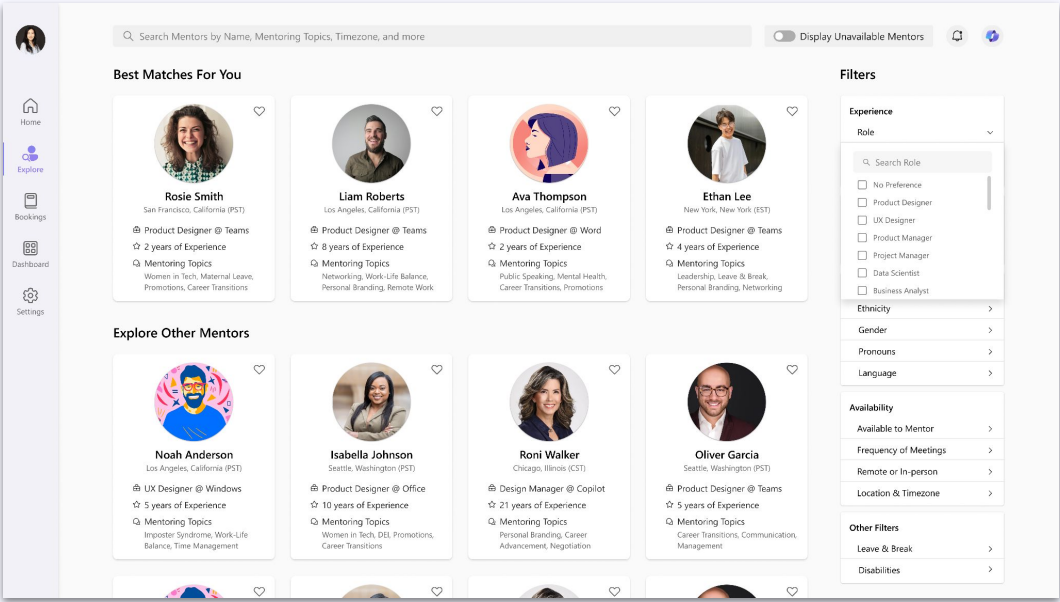 Search Mentors by Name, Mentoring Topics, Timezone, and more
Display Unavailable Mentors
Home
Explore
Bookings
Dashboard
Settings
Best Matches For You
Rosie Smith
San Francisco, California (PST)
Product Designer @ Teams
2 years of Experience
Mentoring Topics
Women in Tech, Maternal Leave,
Promotions, Career Transitions
Liam Roberts
Los Angeles, California (PST)
Product Designer @ Teams
8 years of Experience
Mentoring Topics
Networking, Work-Life Balance,
Personal Branding, Remote Work
Ava Thompson
Los Angeles, California (PST)
Product Designer @ Word
2 years of Experience
Mentoring Topics
Public Speaking, Mental Health,
Career Transitions, Promotions
Ethan Lee
New York, New York (EST)
Product Designer @ Teams
4 years of Experience
Mentoring Topics
Leadership, Leave & Break,
Personal Branding, Networking
Explore Other Mentors
Noah Anderson
Los Angeles, California (PST)
UX Designer @ Windows
5 years of Experience
Mentoring Topics
Imposter Syndrome, Work-Life
Balance, Time Management
Isabella Johnson
Seattle, Washington (PST)
Product Designer @ Office
10 years of Experience
Mentoring Topics
Women in Tech, DEI, Promotions,
Career Transitions
Roni Walker
Chicago, Illinois (CST)
Design Manager @ Copilot
21 years of Experience
Mentoring Topics
Personal Branding, Career
Advancement, Negotiation
Oliver Garcia
Seattle, Washington (PST)
Product Designer @ Teams
5 years of Experience
Mentoring Topics
Career Transitions, Communication,
Management
Filters
Experience
Role
Search Role
No Preference
Product Designer
UX Designer
Product Manager
Project Manager
Data Scientist
Business Analyst
Ethnicity
Gender
Pronouns
Language
Availability
Available to Mentor
Frequency of Meetings
Remote or In-person
Location & Timezone
Other Filters
Leave & Break
Disabilities